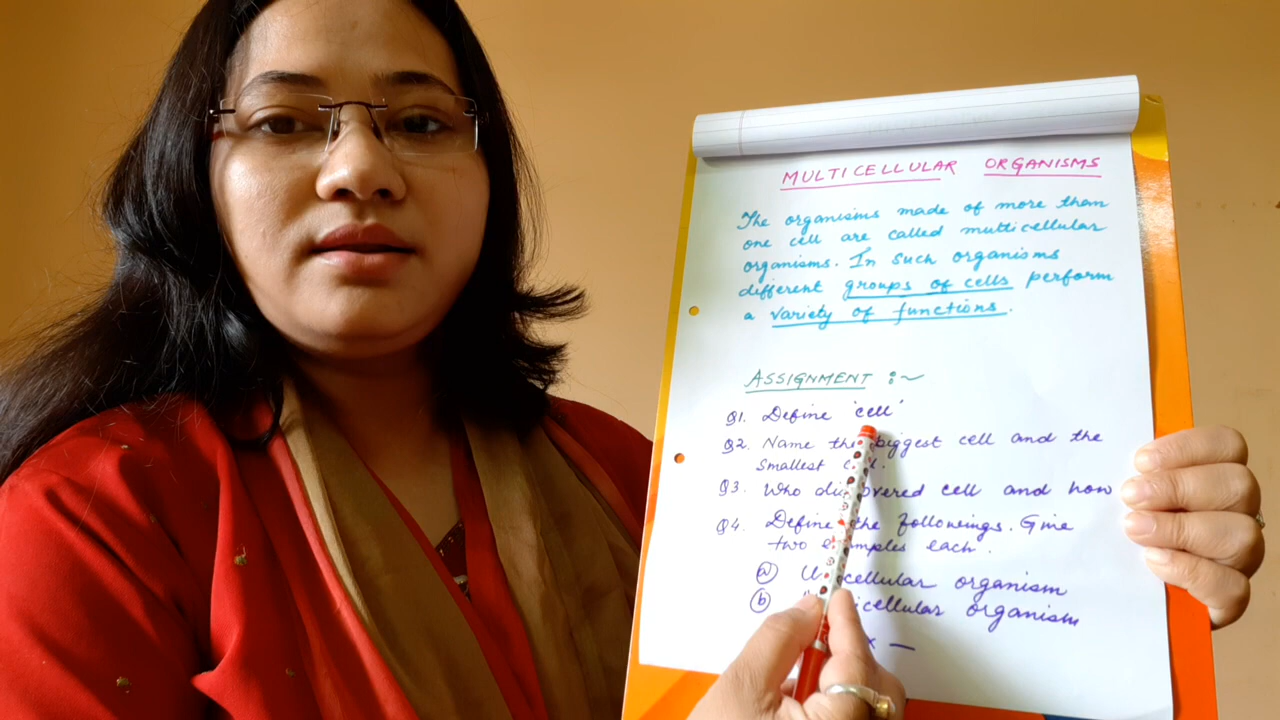 MULTICELLULAR ORGANISMS
The organisms made of more than
one cell are called multicellular
organisms. In such organisms
different groups of cells perform
a variety of functions.
ASSIGNMENT :~
Q1. Define 'cell'
Q2. Name the biggest cell and the
smallest
Q3. Who discovered cell and how
Q4. Define the followings. Give
two examples each.
(a) Unicellular organism
(b) Multicellular organism
x —